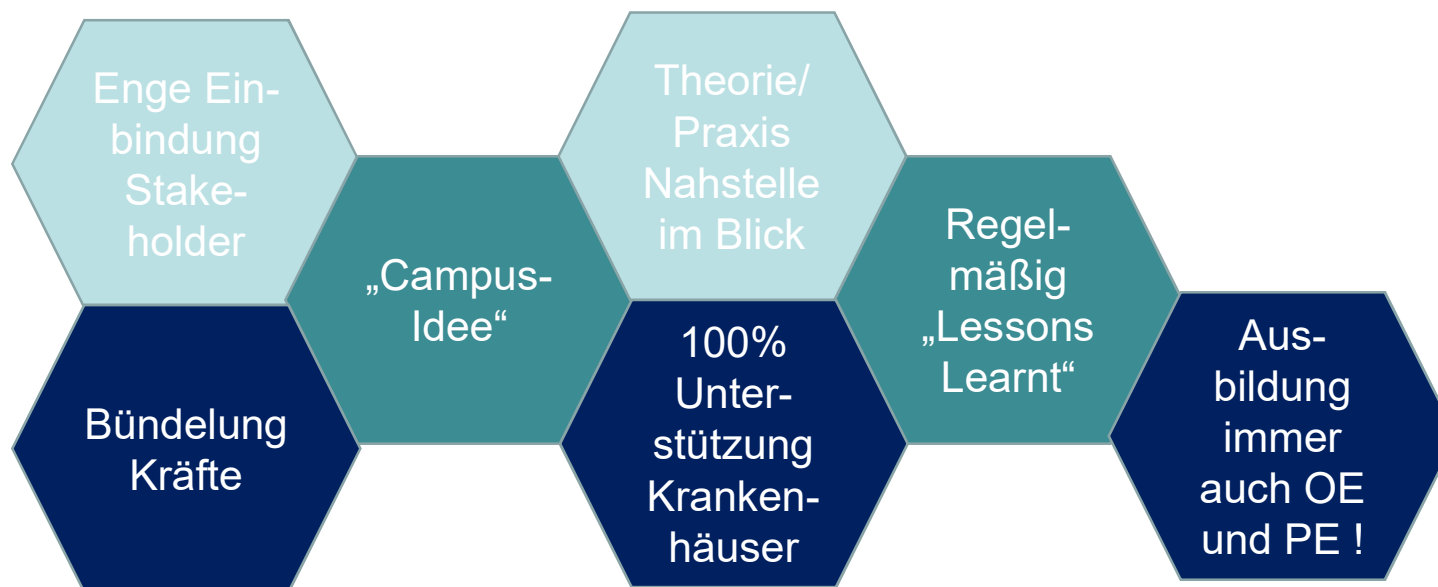 Enge Ein-
bindung
Stake-
holder
Theorie/
Praxis
Nahstelle
im Blick
„Campus-
Idee“
Regel-
mäßig
„Lessons
Learnt“
Bündelung
Kräfte
100%
Unter-
stützung
Kranken-
häuser
Aus-
bildung
immer
auch OE
und PE !